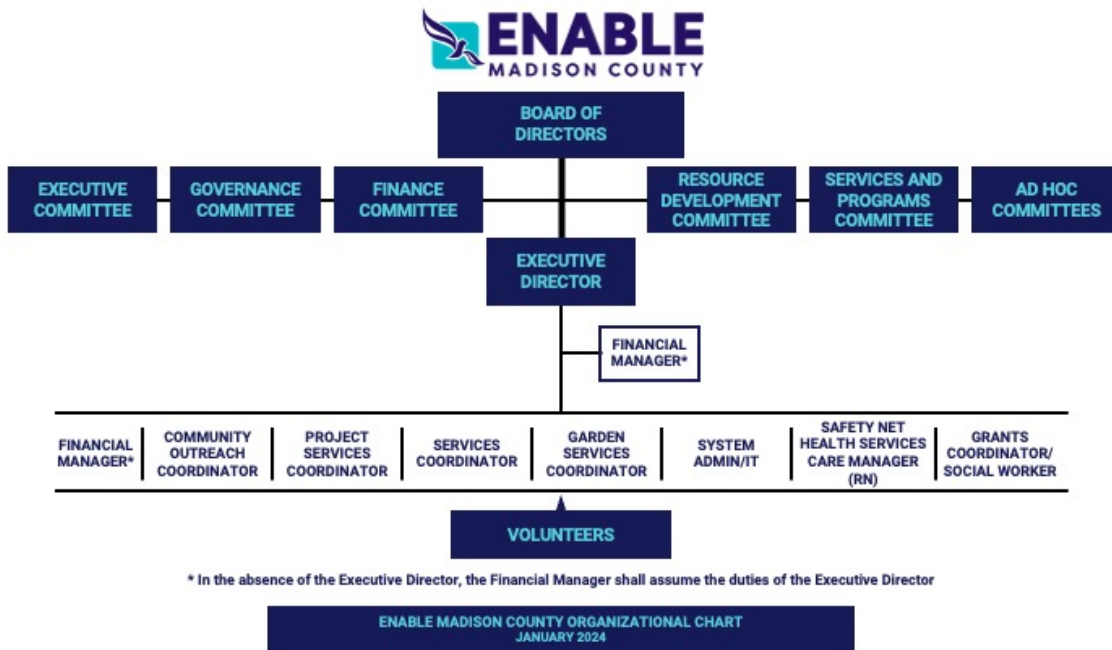 ENABLE
MADISON COUNTY
BOARD OF
DIRECTORS
EXECUTIVE
COMMITTEE
GOVERNANCE
COMMITTEE
FINANCE
COMMITTEE
RESOURCE
DEVELOPMENT
COMMITTEE
SERVICES AND
PROGRAMS
COMMITTEE
AD HOC
COMMITTEES
EXECUTIVE
DIRECTOR
FINANCIAL
MANAGER*
FINANCIAL
MANAGER*
COMMUNITY
OUTREACH
COORDINATOR
PROJECT
SERVICES
COORDINATOR
SERVICES
COORDINATOR
GARDEN
SERVICES
COORDINATOR
SYSTEM
ADMIN/IT
SAFETY NET
HEALTH SERVICES
CARE MANAGER
(RN)
GRANTS
COORDINATOR/
SOCIAL WORKER
VOLUNTEERS
* In the absence of the Executive Director, the Financial Manager shall assume the duties of the Executive Director
ENABLE MADISON COUNTY ORGANIZATIONAL CHART
JANUARY 2024